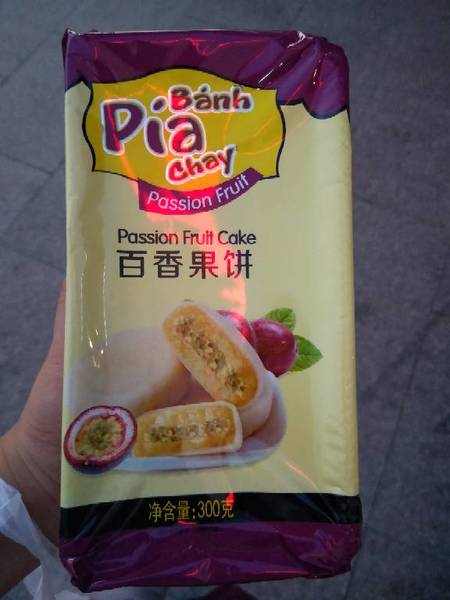 Bánh
Pía
chay
Passion Fruit
Passion Fruit Cake
百香果饼
净含量:300克